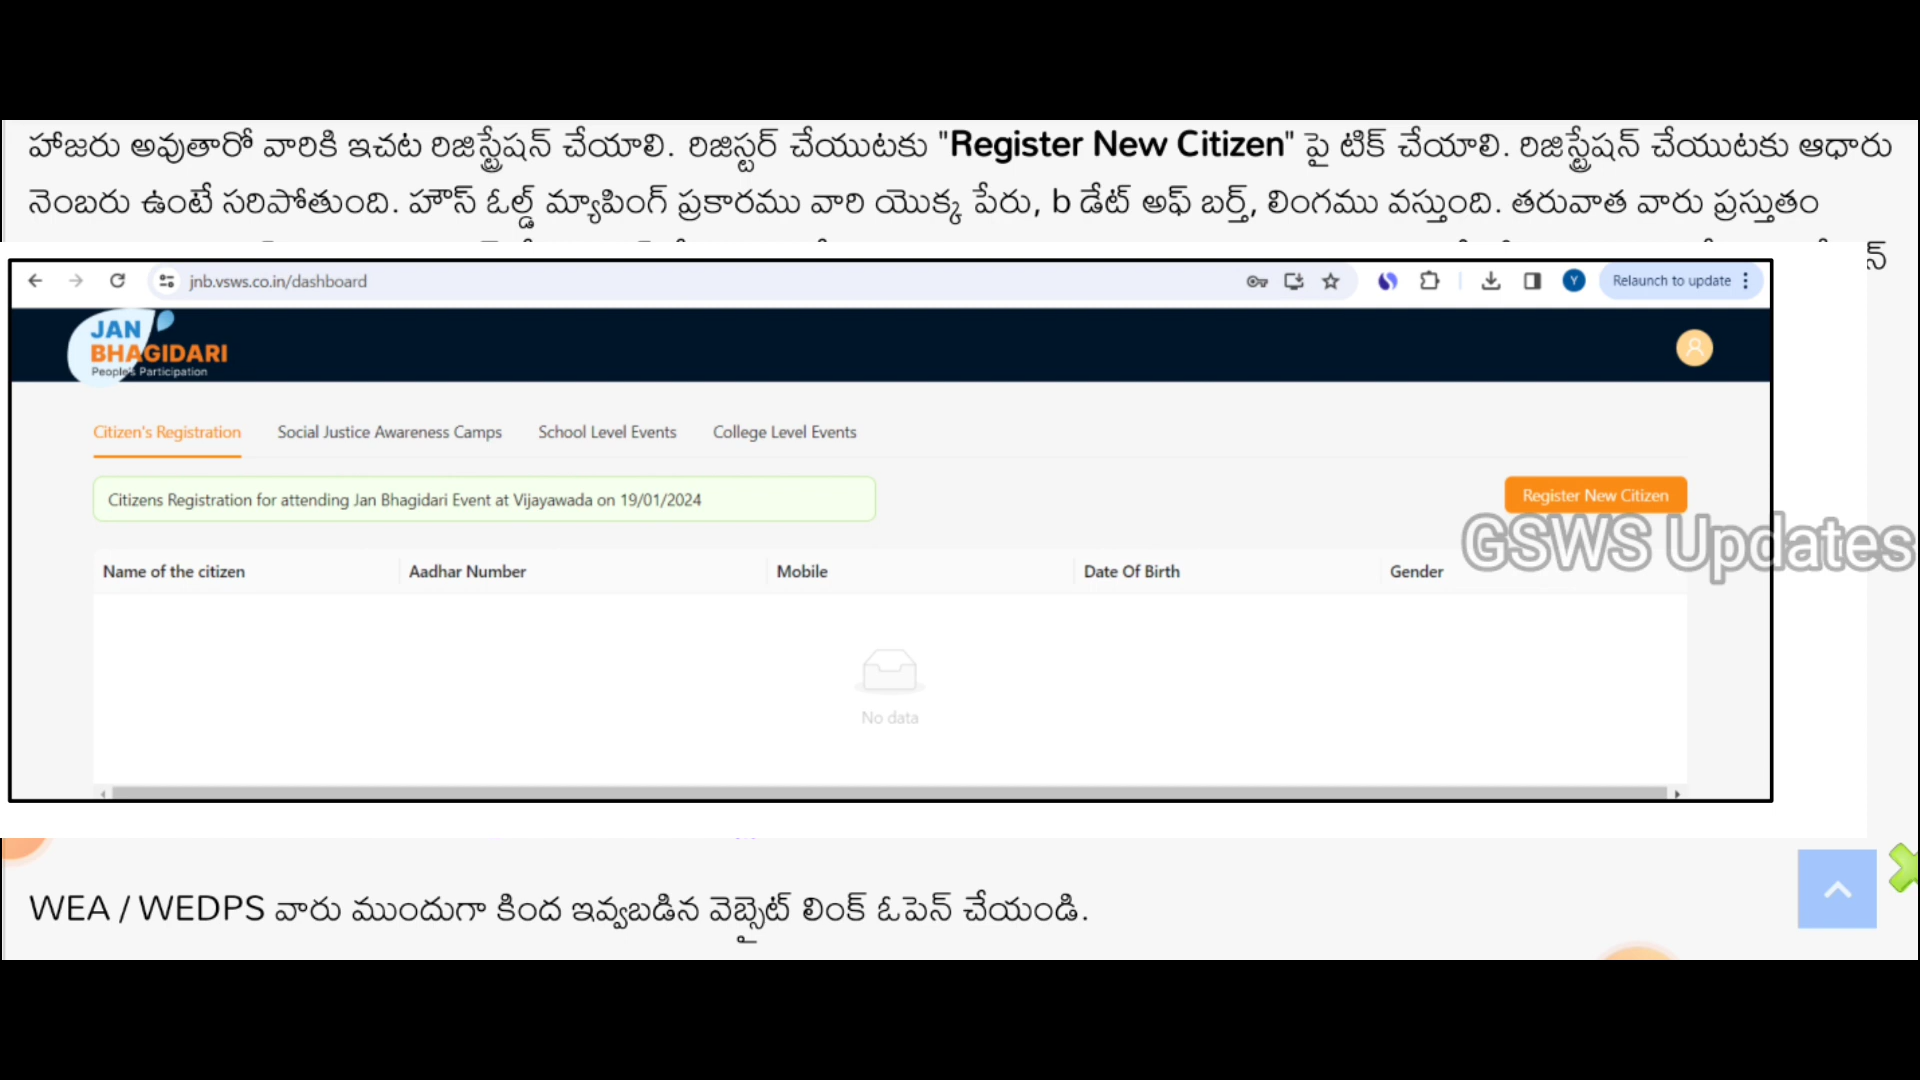 హాజరు అవుతారో వారికి ఇచట రిజిస్ట్రేషన్ చేయాలి. రిజిస్టర్ చేయుటకు "Register New Citizen" పై టిక్ చేయాలి. రిజిస్ట్రేషన్ చేయుటకు ఆధారు
నెంబరు ఉంటే సరిపోతుంది. హౌస్ ఓల్డ్ మ్యాపింగ్ ప్రకారము వారి యొక్క పేరు, b డేట్ అఫ్ బర్త్, లింగము వస్తుంది. తరువాత వారు ప్రస్తుతం
jnb.vsws.co.in/dashboard
Y
Relaunch to update
JAN
BHAGIDARI
People's Participation
Citizen's Registration
Social Justice Awareness Camps
School Level Events
College Level Events
Citizens Registration for attending Jan Bhagidari Event at Vijayawada on 19/01/2024
Register New Citizen
GSWS Updates
Name of the citizen
Aadhar Number
Mobile
Date Of Birth
Gender
No data
WEA / WEDPS వారు ముందుగా కింద ఇవ్వబడిన వెబ్సైట్ లింక్ ఓపెన్ చేయండి.